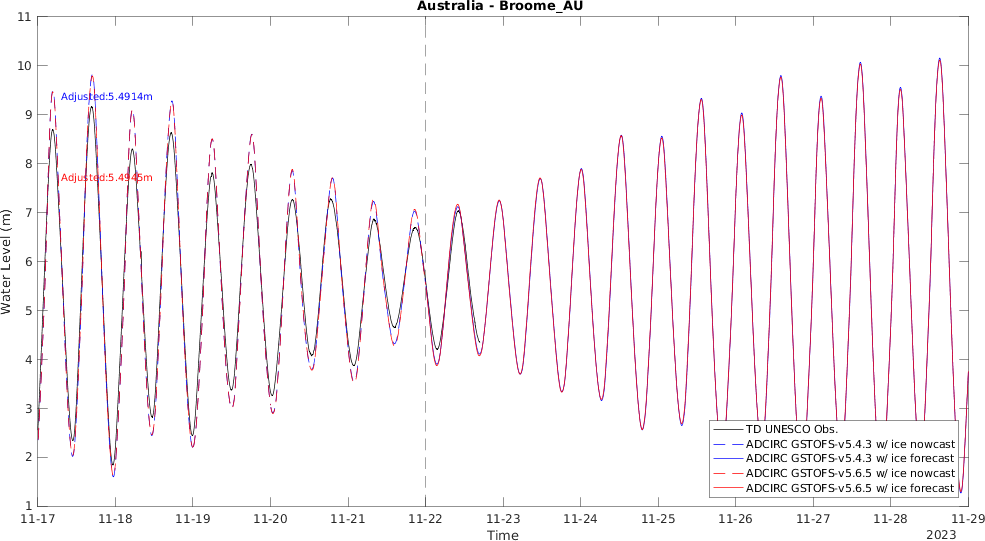 Australia - Broome_AU
11
10
9
8
7
6
5
4
3
2
1
Water Level (m)
Adjusted:5.4914m
Adjusted:5.4945m
TD UNESCO Obs.
ADCIRC GSTOFS-v5.4.3 w/ ice nowcast
ADCIRC GSTOFS-v5.4.3 w/ ice forecast
ADCIRC GSTOFS-v5.6.5 w/ ice nowcast
ADCIRC GSTOFS-v5.6.5 w/ ice forecast
11-17 11-18 11-19 11-20 11-21 11-22 11-23 11-24 11-25 11-26 11-27 11-28 11-29
Time
2023